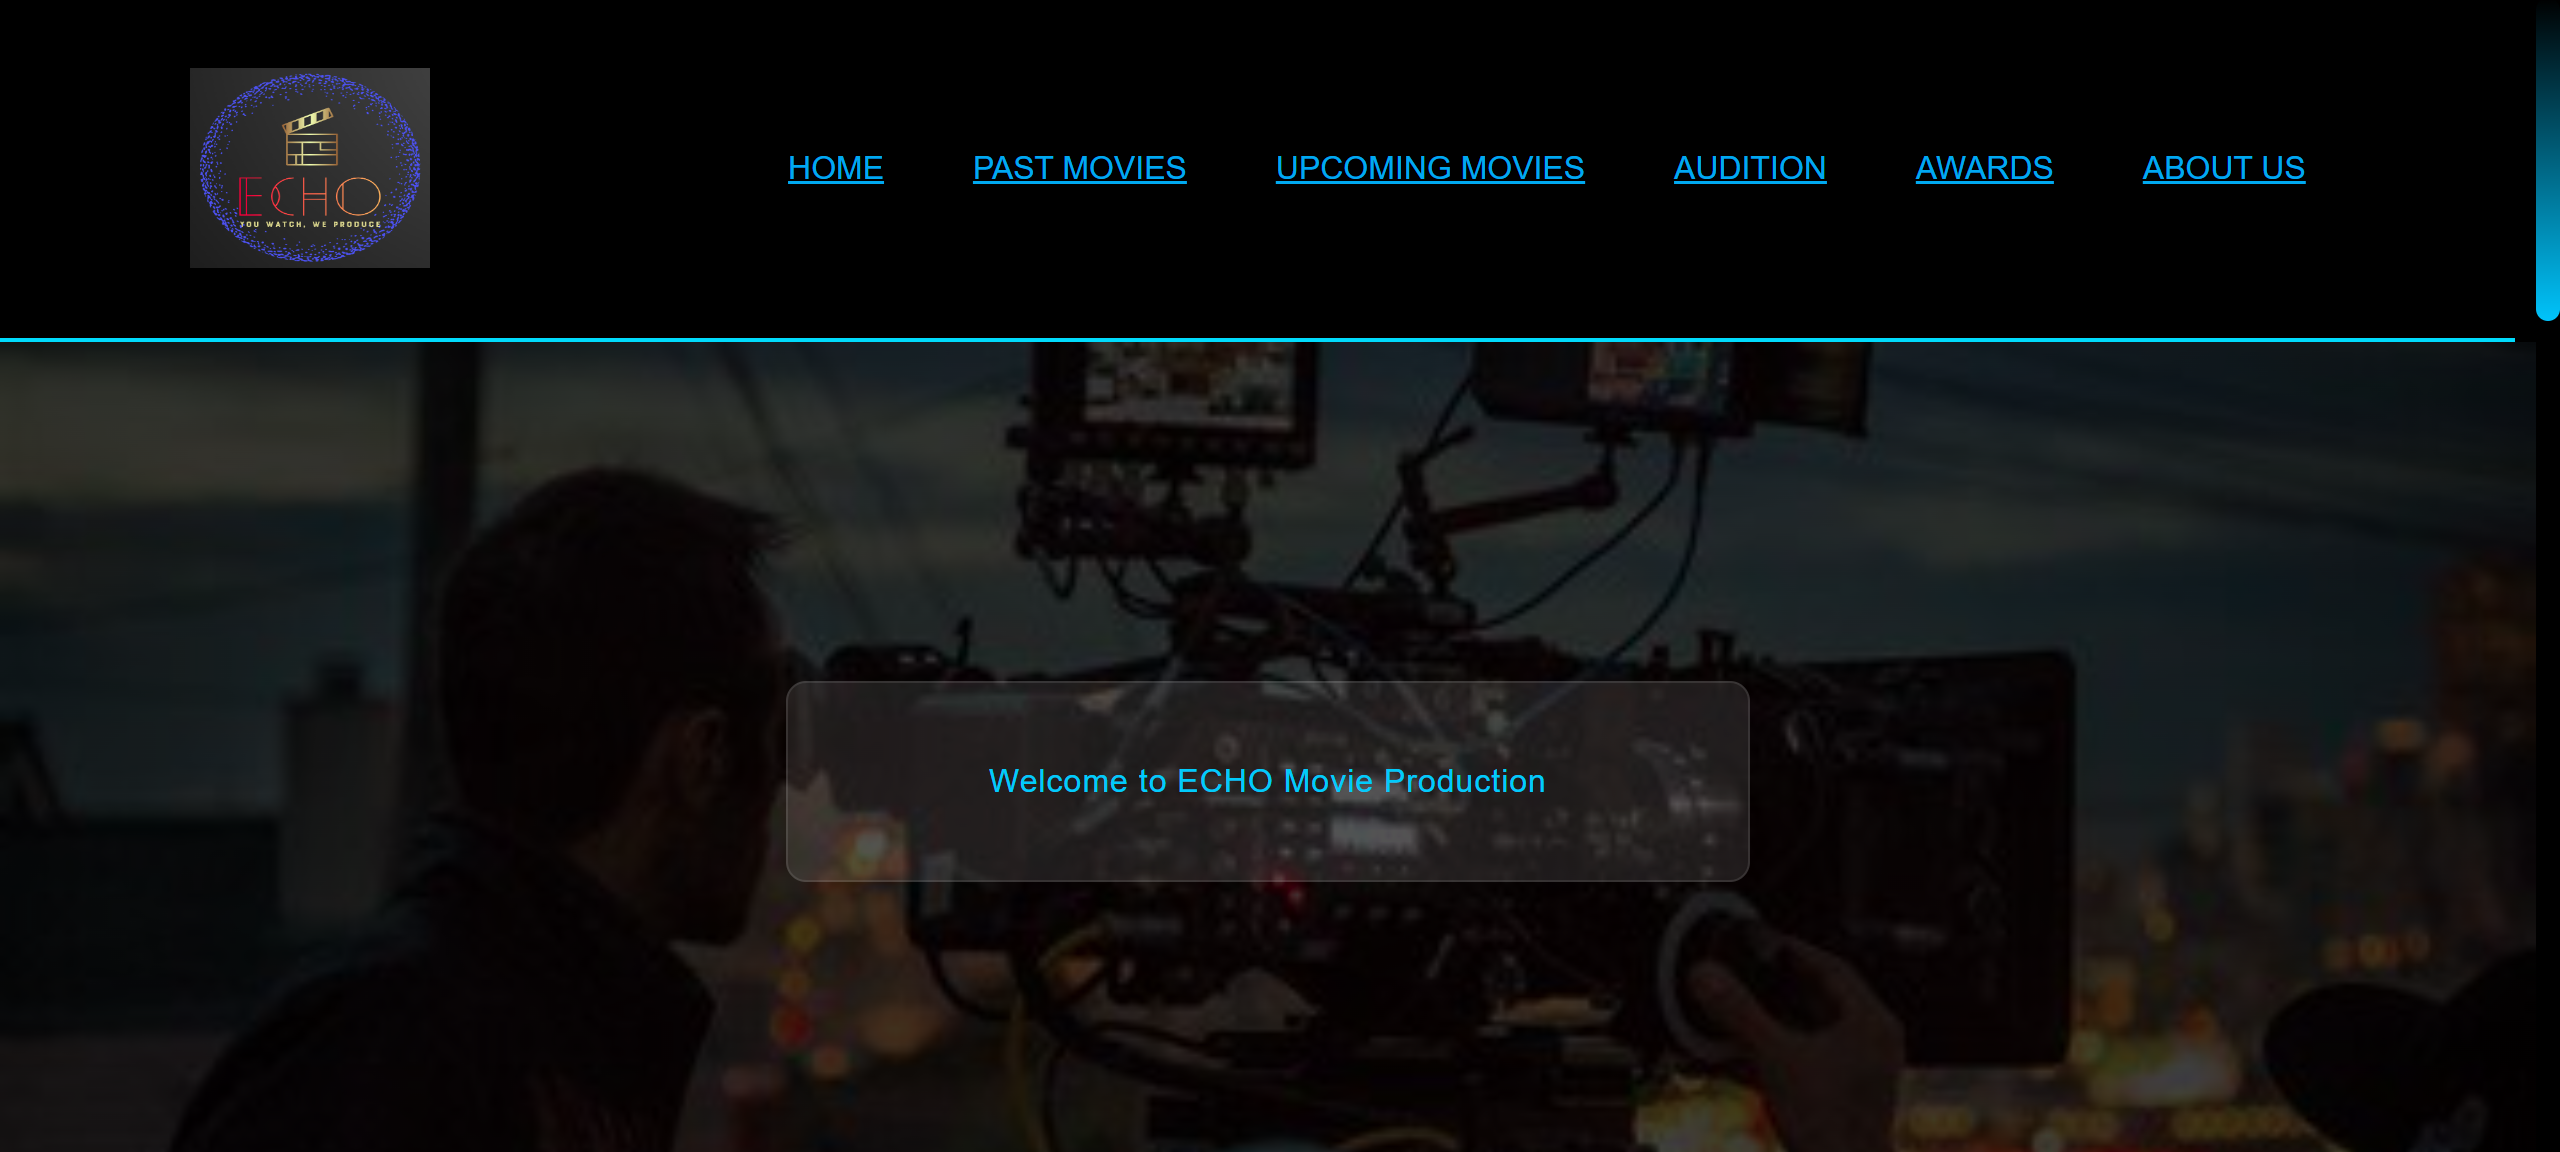 ECHO
YOU WATCH, WE PRODUCE
HOME PAST MOVIES UPCOMING MOVIES AUDITION AWARDS ABOUT US
Welcome to ECHO Movie Production